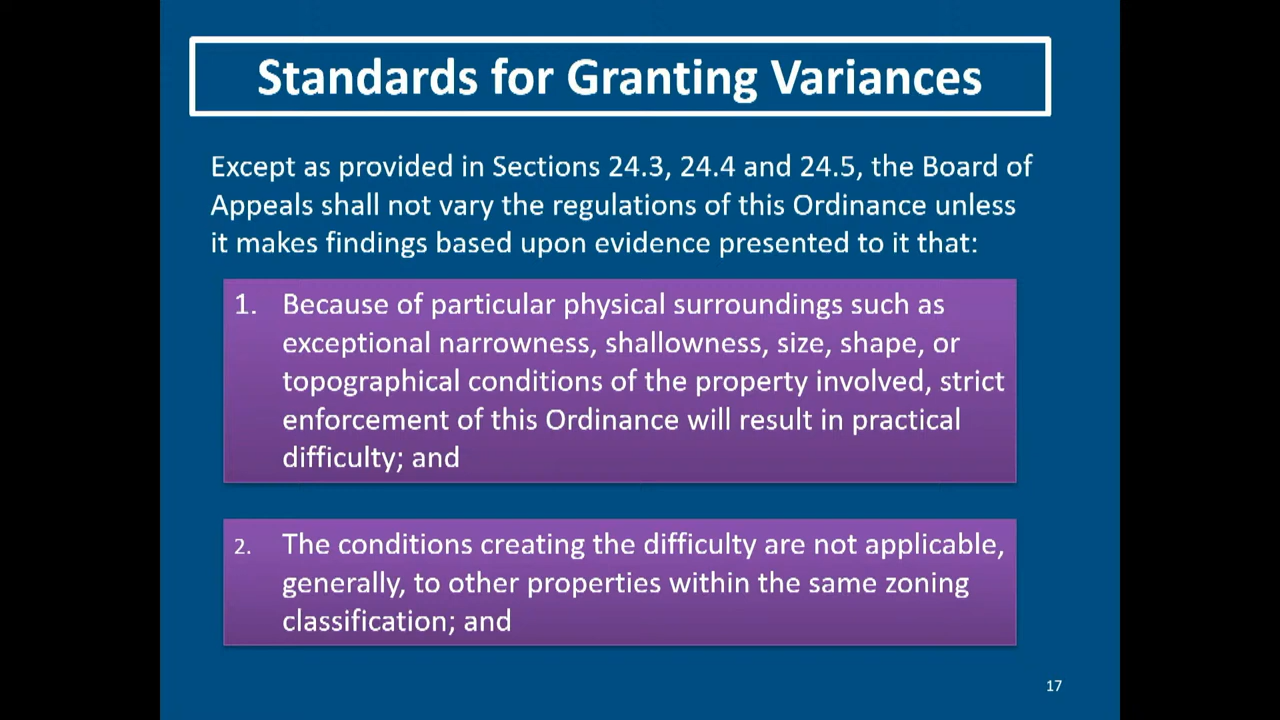 Standards for Granting Variances
Except as provided in Sections 24.3, 24.4 and 24.5, the Board of
Appeals shall not vary the regulations of this Ordinance unless
it makes findings based upon evidence presented to it that:
1. Because of particular physical surroundings such as
exceptional narrowness, shallowness, size, shape, or
topographical conditions of the property involved, strict
enforcement of this Ordinance will result in practical
difficulty; and
2. The conditions creating the difficulty are not applicable,
generally, to other properties within the same zoning
classification; and
17